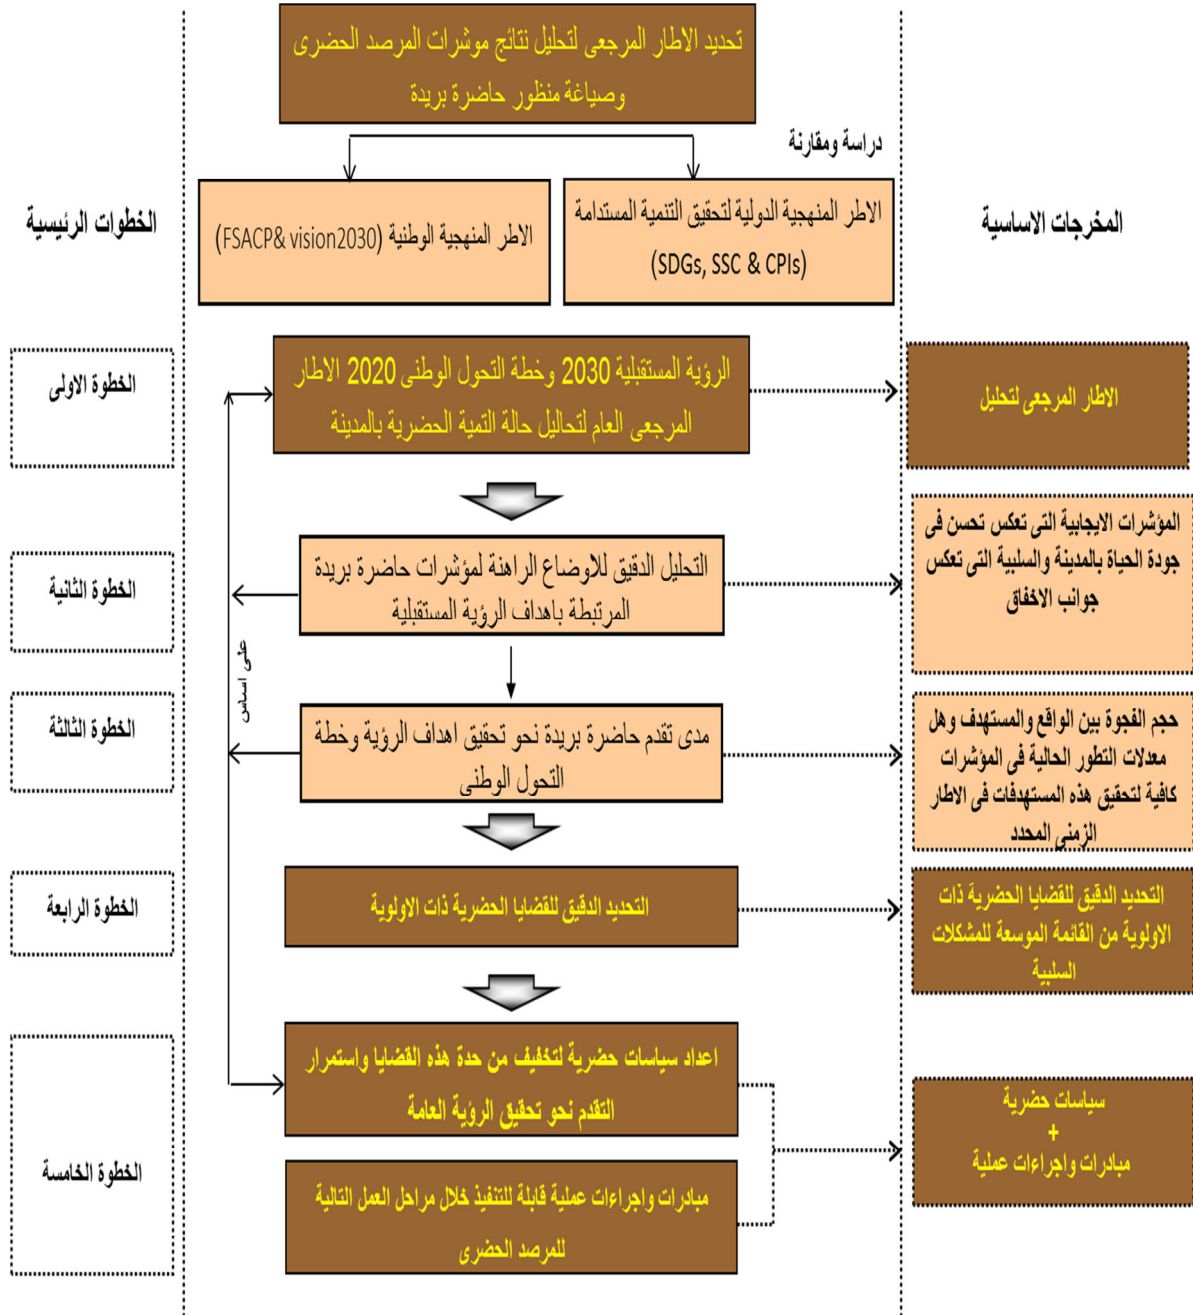 تحديد الاطار المرجعى لتحليل نتائج موشرات المرصد الحضرى
وصياغة منظور حاضرة بريدة
دراسة ومقارنة
المخرجات الاساسية
الاطر المنهجية الدولية لتحقيق التنمية المستدامة
(SDGs, SSC & CPIs)
الاطر المنهجية الوطنية (FSACP& vision2030)
الخطوات الرئيسية
الاطار المرجعى لتحليل
الرؤية المستقبلية 2030 وخطة التحول الوطنى 2020 الاطار
المرجعى العام لتحاليل حالة التمية الحضرية بالمدينة
الخطوة الاولى
المؤشرات الايجابية التى تعكس تحسن فى
جودة الحياة بالمدينة والسلبية التى تعكس
جوانب الاخفاق
التحليل الدقيق للاوضاع الراهنة لمؤشرات حاضرة بريدة
المرتبطة باهداف الرؤية المستقبلية
الخطوة الثانية
على اساس
حجم الفجوة بين الواقع والمستهدف وهل
معدلات التطور الحالية فى المؤشرات
كافية لتحقيق هذه المستهدفات فى الاطار
الزمنى المحدد
مدى تقدم حاضرة بريدة نحو تحقيق اهداف الرؤية وخطة
التحول الوطنى
الخطوة الثالثة
التحديد الدقيق للقضايا الحضرية ذات
الاولوية من القائمة الموسعة للمشكلات
السلبية
التحديد الدقيق للقضايا الحضرية ذات الاولوية
الخطوة الرابعة
سياسات حضرية
+
مبادرات واجراءات عملية
اعداد سياسات حضرية لتخفيف من حدة هذه القضايا واستمرار
التقدم نحو تحقيق الرؤية العامة
مبادرات واجراءات عملية قابلة للتنفيذ خلال مراحل العمل التالية
للمرصد الحضرى
الخطوة الخامسة